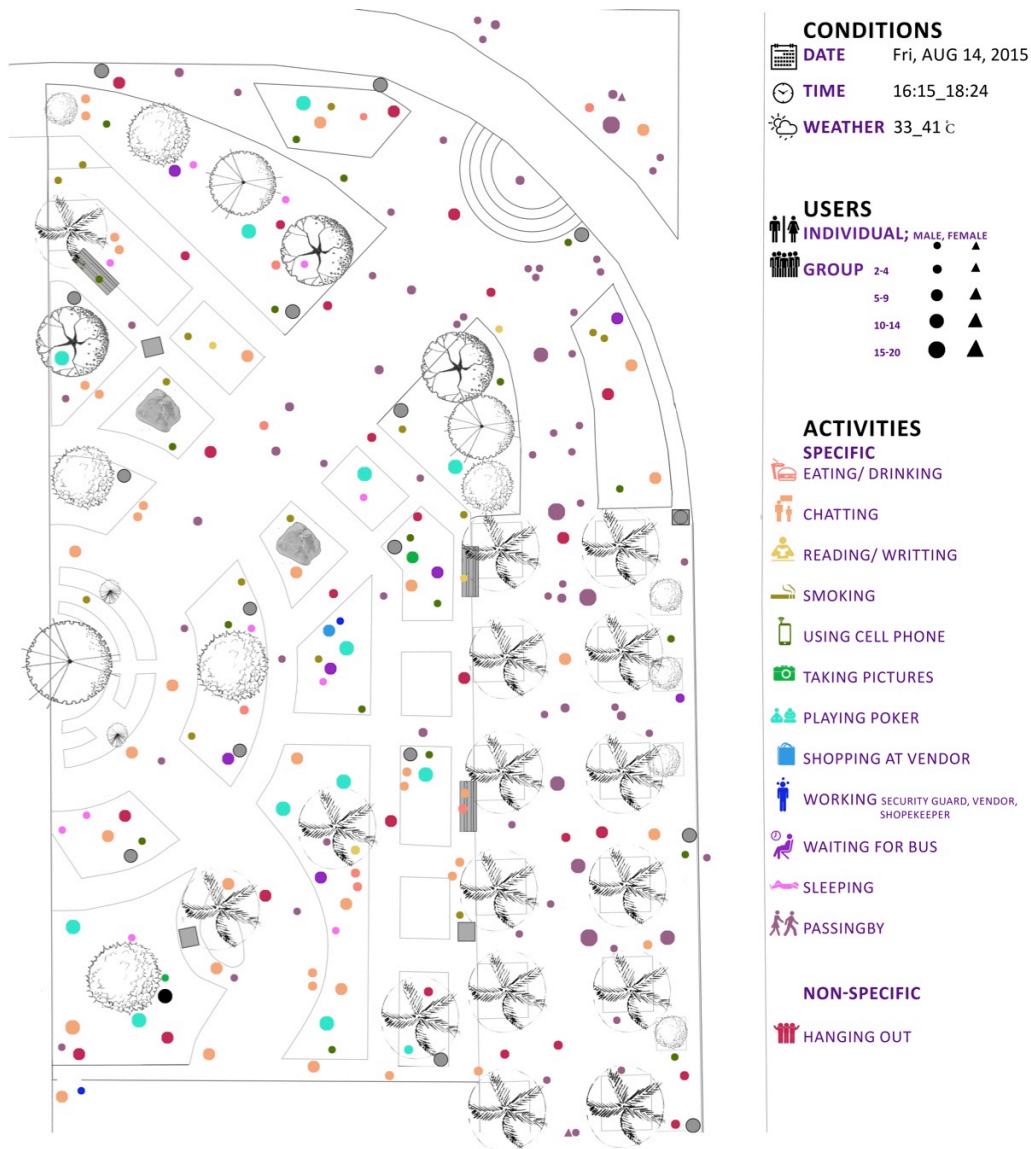 CONDITIONS
DATE Fri, AUG 14, 2015
TIME 16:15_18:24
WEATHER 33_41℃
USERS
INDIVIDUAL; MALE, FEMALE
GROUP 2-4
5-9
10-14
15-20
ACTIVITIES
SPECIFIC
EATING/ DRINKING
CHATTING
READING/ WRITTING
SMOKING
USING CELL PHONE
TAKING PICTURES
PLAYING POKER
SHOPPING AT VENDOR
WORKING SECURITY GUARD, VENDOR,
SHOPEKEEPER
WAITING FOR BUS
SLEEPING
PASSINGBY
NON-SPECIFIC
HANGING OUT